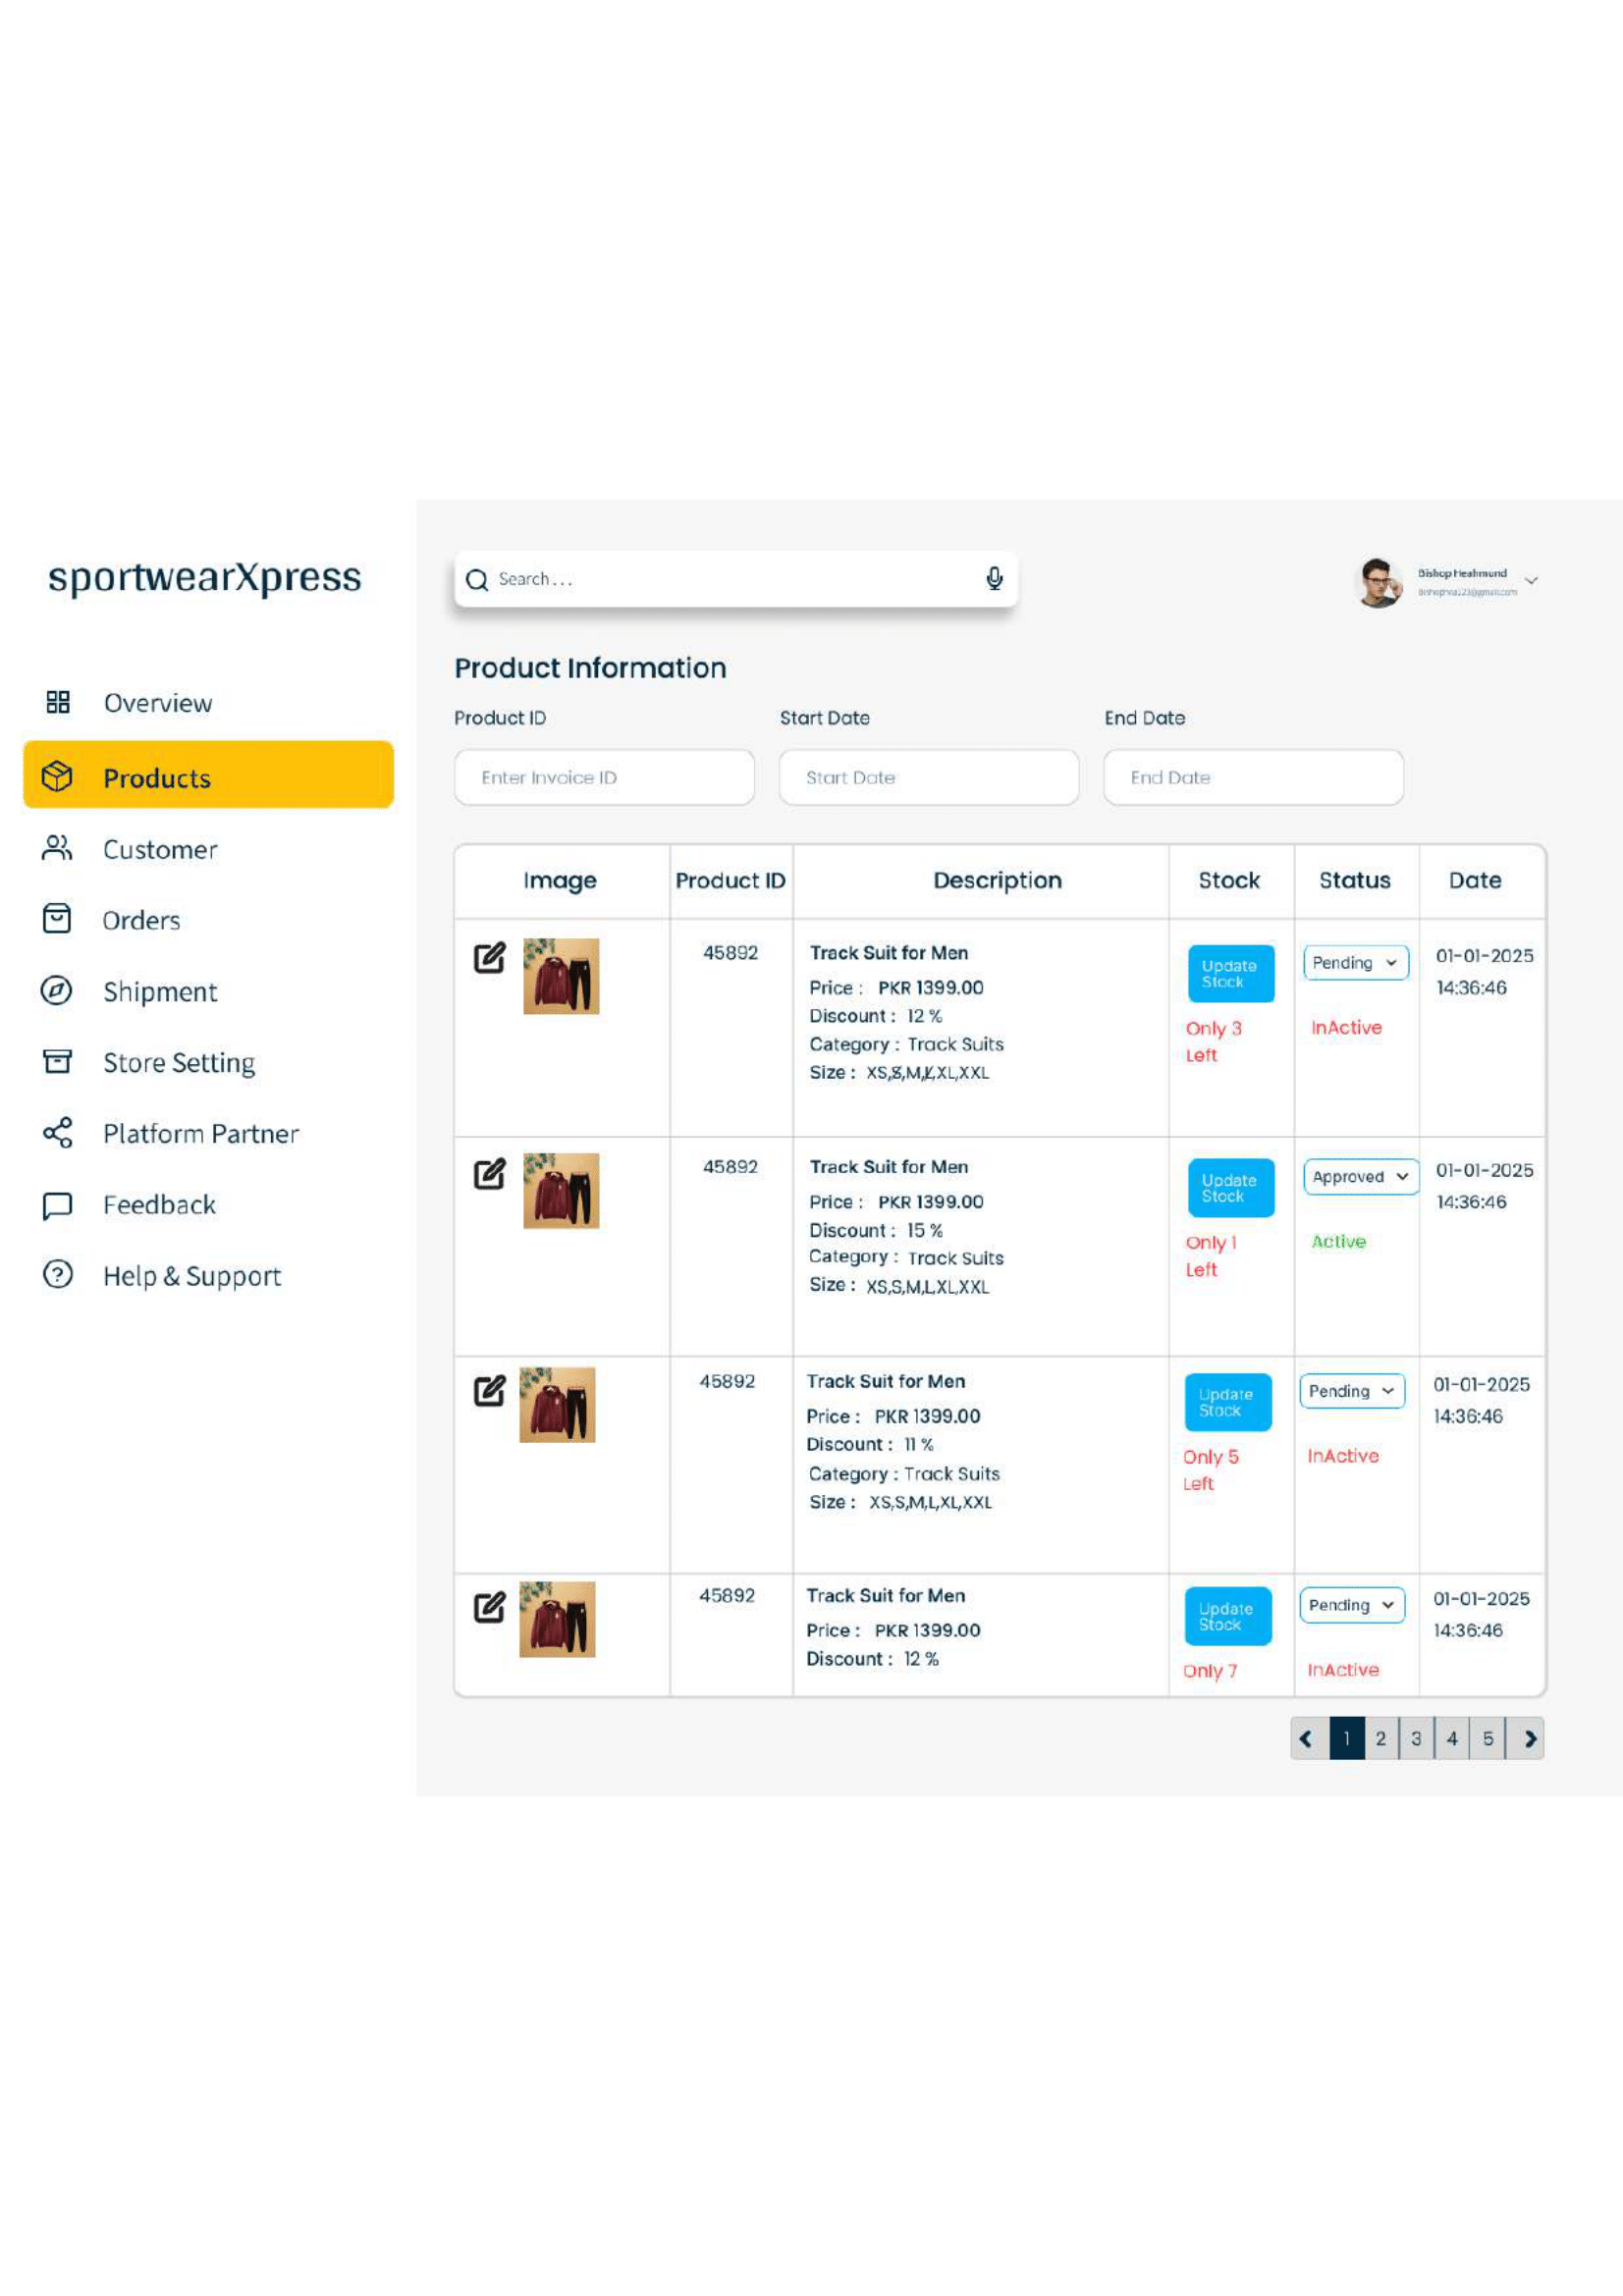 sportwearXpress
Search...
Bishop Heahmund
Overview
Products
Customer
Orders
Shipment
Store Setting
Platform Partner
Feedback
Help & Support
Product Information
Product ID
Start Date
End Date
Enter Invoice ID
Start Date
End Date
Image
Product ID
Description
Stock
Status
Date
45892
Track Suit for Men
Price : PKR 1399.00
Discount : 12 %
Category : Track Suits
Size : XS,S,M,L,XL,XXL
Update
Stock
Only 3
Left
Pending
InActive
01-01-2025
14:36:46
45892
Track Suit for Men
Price : PKR 1399.00
Discount : 15 %
Category : Track Suits
Size : XS,S,M,L,XL,XXL
Update
Stock
Only 1
Left
Approved
Active
01-01-2025
14:36:46
45892
Track Suit for Men
Price : PKR 1399.00
Discount : 11 %
Category : Track Suits
Size : XS,S,M,L,XL,XXL
Update
Stock
Only 5
Left
Pending
InActive
01-01-2025
14:36:46
45892
Track Suit for Men
Price : PKR 1399.00
Discount : 12 %
Update
Stock
Only 7
Pending
InActive
01-01-2025
14:36:46
1 2 3 4 5